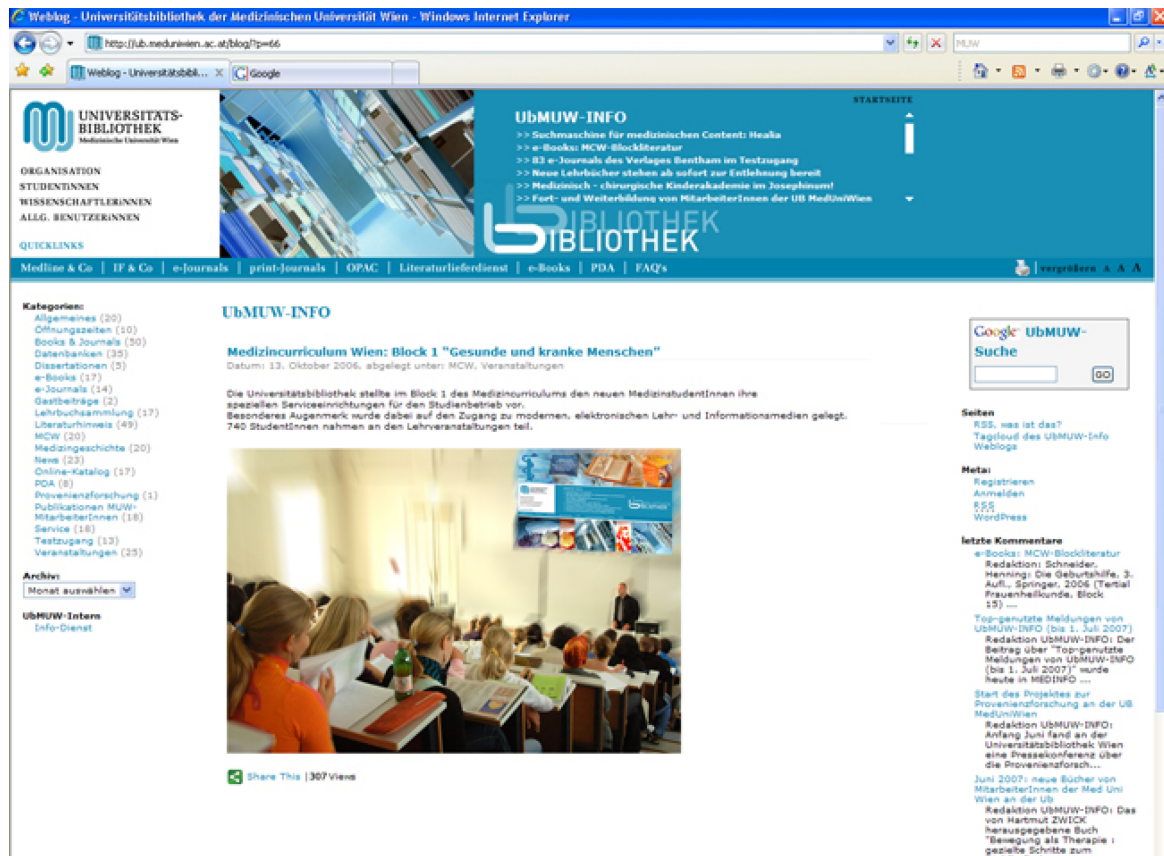 Weblog - Universitätsbibliothek der Medizinischen Universität Wien - Windows Internet Explorer
http://ub.meduniwien.ac.at/blog/?p=66
MUW
Weblog - Universitätsbibl...
Google
STARTSEITE
UNIVERSITÄTS-
BIBLIOTHEK
Medizinische Universität Wien
ORGANISATION
STUDENTINNEN
WISSENSCHAFTLERINNEN
ALLG. BENUTZERINNEN
QUICKLINKS
UbMUW-INFO
>> Suchmaschine für medizinischen Content: Healia
>> e-Books: MCW-Blockliteratur
>> 83 e-Journals des Verlages Bentham im Testzugang
>> Neue Lehrbücher stehen ab sofort zur Entlehnung bereit
>> Medizinisch - chirurgische Kinderakademie im Josephinum!
>> Fort- und Weiterbildung von MitarbeiterInnen der UB MedUniWien
BIBLIOTHEK
BIBLIOTHEK
Medline & Co | IF & Co | e-Journals | print-Journals | OPAC | Literaturlieferdienst | e-Books | PDA | FAQ's
vergrößern A A A
Kategorien:
Allgemeines (20)
Öffnungszeiten (10)
Books & Journals (50)
Datenbanken (35)
Dissertationen (5)
e-Books (17)
e-Journals (14)
Gastbeiträge (2)
Lehrbuchsammlung (17)
Literaturhinweis (49)
MCW (20)
Medizingeschichte (20)
News (23)
Online-Katalog (17)
PDA (8)
Provenienzforschung (1)
Publikationen MUW-
MitarbeiterInnen (18)
Service (18)
Testzugang (13)
Veranstaltungen (25)
Archiv:
Monat auswählen
UbMUW-Intern
Info-Dienst
UbMUW-INFO
Medizincurriculum Wien: Block 1 "Gesunde und kranke Menschen"
Datum: 13. Oktober 2006, abgelegt unter: MCW, Veranstaltungen
Die Universitätsbibliothek stellte im Block 1 des Medizincurriculums den neuen MedizinstudentInnen ihre
speziellen Serviceeinrichtungen für den Studienbetrieb vor.
Besonderes Augenmerk wurde dabei auf den Zugang zu modernen, elektronischen Lehr- und Informationsmedien gelegt.
740 StudentInnen nahmen an den Lehrveranstaltungen teil.
BIBLIOTHEK
Share This | 307 Views
Google UbMUW-
Suche
GO
Seiten
RSS, was ist das?
Tagcloud des UbMUW-Info
Weblogs
Meta:
Registrieren
Anmelden
RSS
WordPress
letzte Kommentare
e-Books: MCW-Blockliteratur
Redaktion: Schneider,
Henning: Die Geburtshilfe, 3.
Aufl., Springer, 2006 (Tertial
Frauenheilkunde, Block
15) ...
Top-genutzte Meldungen von
UbMUW-INFO (bis 1. Juli 2007)
Redaktion UbMUW-INFO: Der
Beitrag über "Top-genutzte
Meldungen von UbMUW-INFO
(bis 1. Juli 2007)" wurde
heute in MEDINFO ...
Start des Projektes zur
Provenienzforschung an der UB
MedUniWien
Redaktion UbMUW-INFO:
Anfang Juni fand an der
Universitätsbibliothek Wien
eine Pressekonferenz über
die Provenienzforsch...
Juni 2007: neue Bücher von
MitarbeiterInnen der Med Uni
Wien an der Ub
Redaktion UbMUW-INFO: Das
von Hartmut ZWICK
herausgegebene Buch
"Bewegung als Therapie :
gezielte Schritte zum